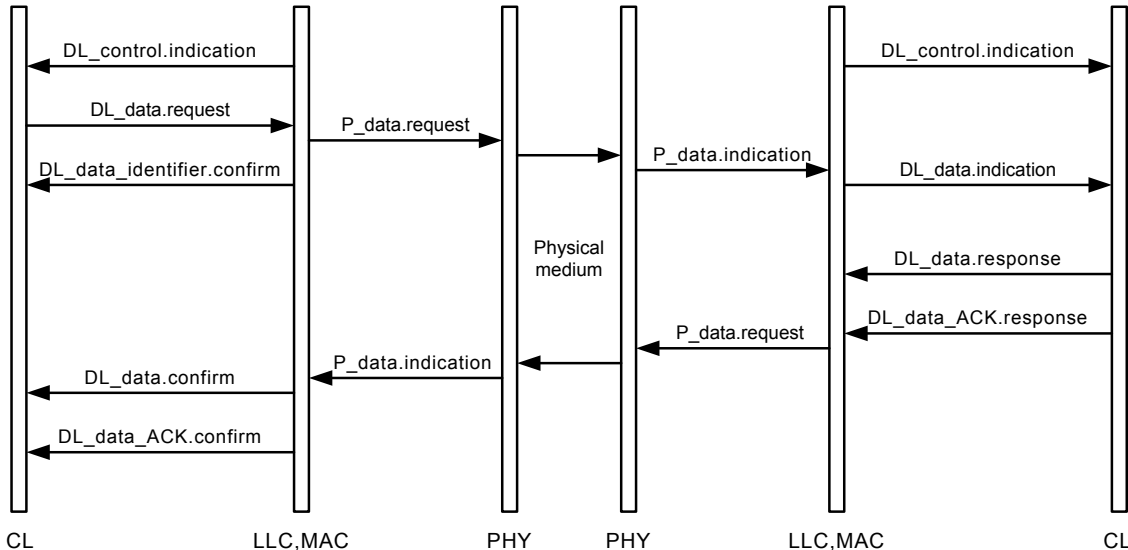 DL_control.indication
DL_control.indication
DL_data.request
P_data.request
P_data.indication
DL_data_identifier.confirm
DL_data.indication
Physical
medium
DL_data.response
DL_data_ACK.response
P_data.request
P_data.indication
DL_data.confirm
DL_data_ACK.confirm
CL
LLC,MAC
PHY
PHY
LLC,MAC
CL